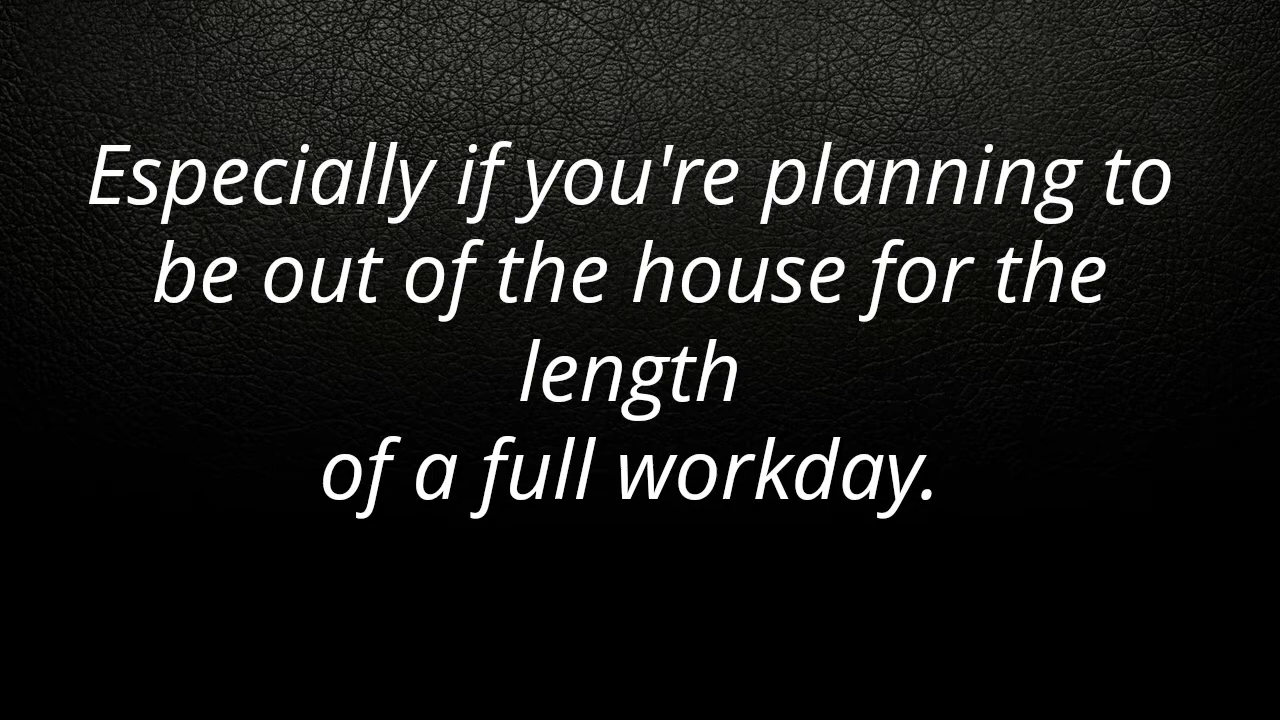 Especially if you're planning to
be out of the house for the
length
of a full workday.